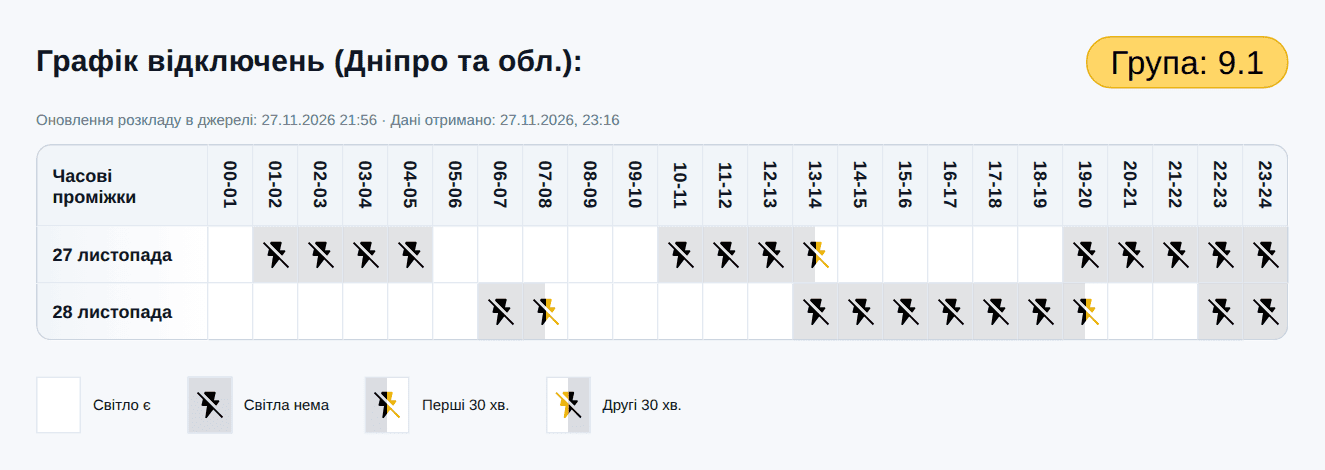 Графік відключень (Дніпро та обл.):
Група: 9.1
Оновлення розкладу в джерелі: 27.11.2026 21:56 · Дані отримано: 27.11.2026, 23:16
Часові
проміжки
00-01
01-02
02-03
03-04
04-05
05-06
06-07
07-08
08-09
09-10
10-11
11-12
12-13
13-14
14-15
15-16
16-17
17-18
18-19
19-20
20-21
21-22
22-23
23-24
27 листопада
28 листопада
Світло є
Світла нема
Перші 30 хв.
Другі 30 хв.